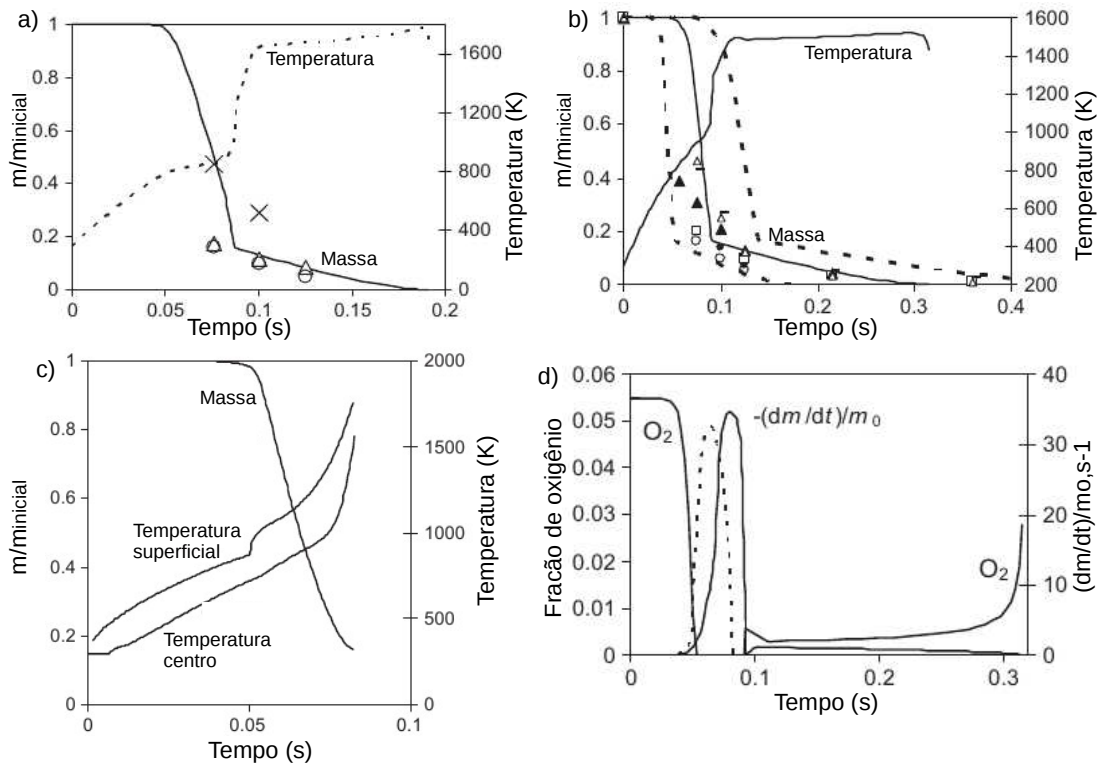 a)
1
0.8
0.6
0.4
0.2
0
m/minicial
0
0.05
0.1
0.15
0.2
Tempo (s)
1600
1200
800
400
0
Temperatura (K)
Temperatura
Massa
b)
1
0.8
0.6
0.4
0.2
0
m/minicial
0
0.1
0.2
0.3
0.4
Tempo (s)
1600
1400
1200
1000
800
600
400
200
Temperatura (K)
Temperatura
Massa
c)
1
0.8
0.6
0.4
0.2
0
m/minicial
0
0.05
0.1
Tempo (s)
2000
1500
1000
500
0
Temperatura (K)
Massa
Temperatura
superficial
Temperatura
centro
d)
0.06
0.05
0.04
0.03
0.02
0.01
0
Fracão de oxigênio
0
0.1
0.2
0.3
Tempo (s)
40
30
20
10
0
(dm/dt)/mo,s-1
O2
-(dm/dt)/m0
O2